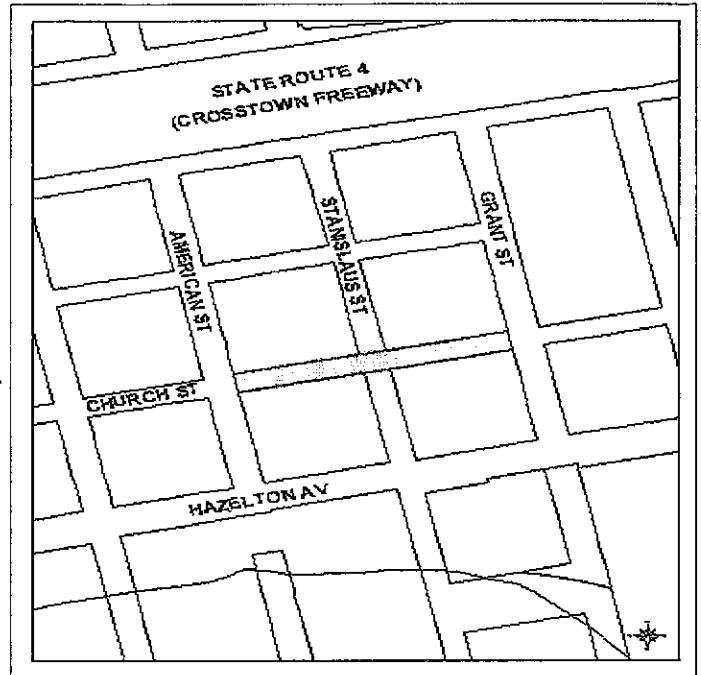 STATE ROUTE 4
(CROSSTOWN FREEWAY)
AMERICAN ST
STANISLAUS ST
GRANT ST
CHURCH ST
HAZELTON AV